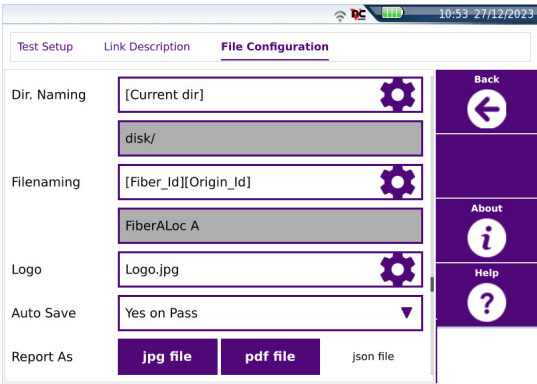 DC 10:53 27/12/2023
Test Setup Link Description File Configuration
Back
Dir. Naming [Current dir]
disk/
Filenaming [Fiber_Id][Origin_Id]
About
i
FiberALoc A
Help
?
Logo Logo.jpg
Auto Save Yes on Pass
Report As jpg file pdf file json file